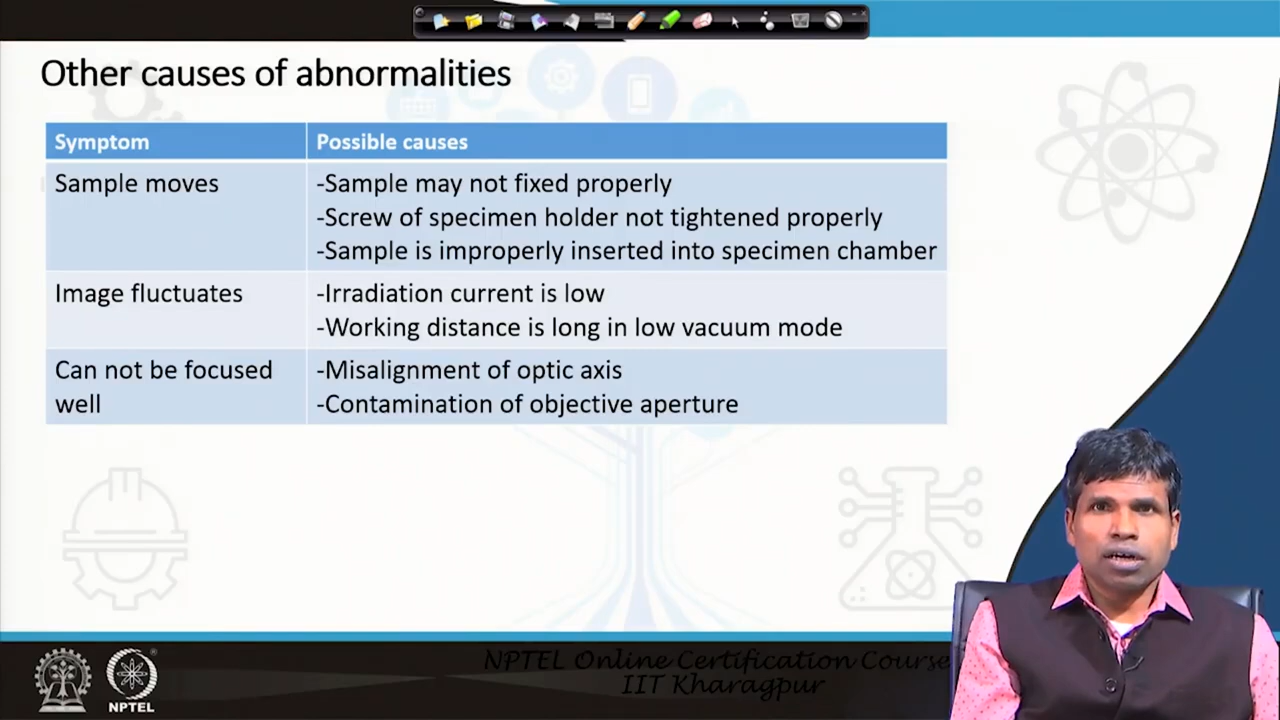 Other causes of abnormalities
Symptom
Possible causes
Sample moves
-Sample may not fixed properly
-Screw of specimen holder not tightened properly
-Sample is improperly inserted into specimen chamber
Image fluctuates
-Irradiation current is low
-Working distance is long in low vacuum mode
Can not be focused
well
-Misalignment of optic axis
-Contamination of objective aperture
NPTEL Online Certification Course
IIT Kharagpur
NPTEL